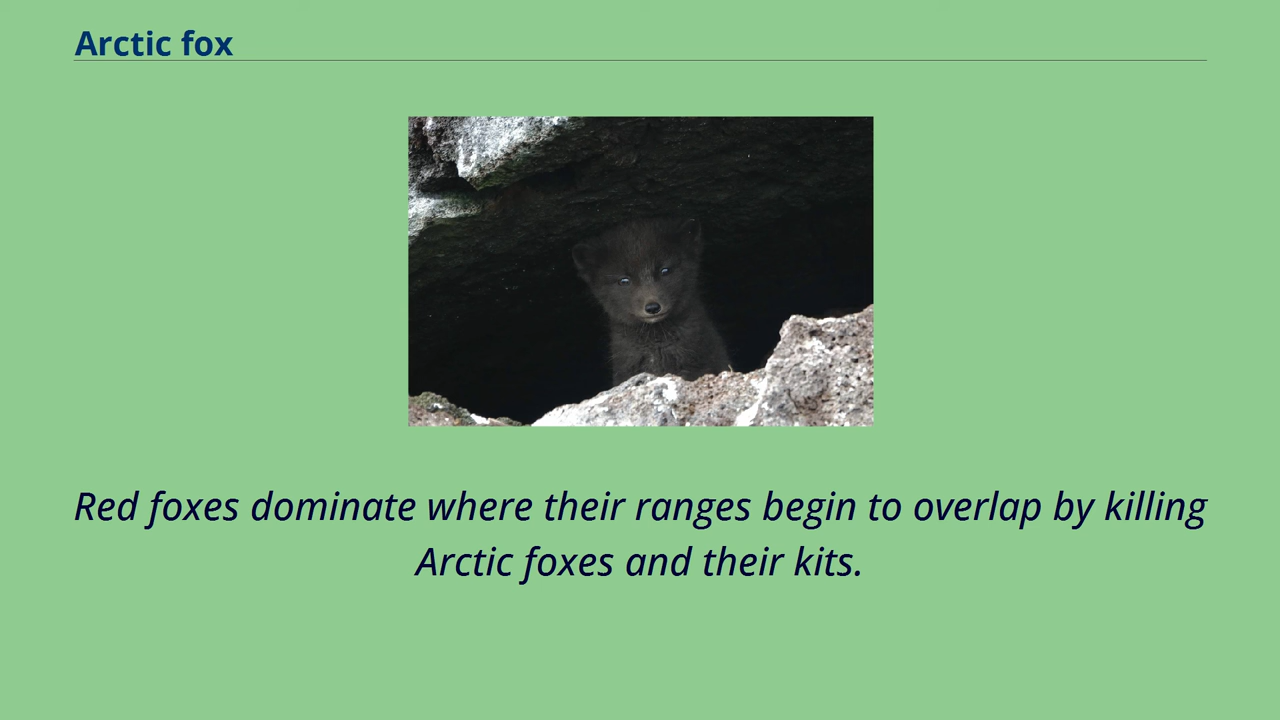 Arctic fox
Red foxes dominate where their ranges begin to overlap by killing
Arctic foxes and their kits.